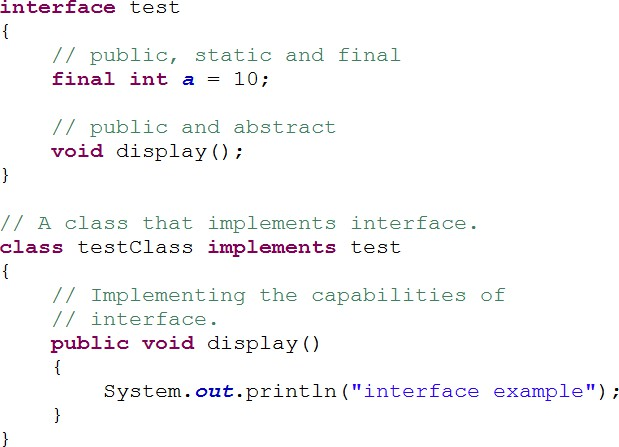 interface test
{
    // public, static and final
    final int a = 10;

    // public and abstract
    void display();
}

// A class that implements interface.
class testClass implements test
{
    // Implementing the capabilities of
    // interface.
    public void display()
    {
        System.out.println("interface example");
    }
}